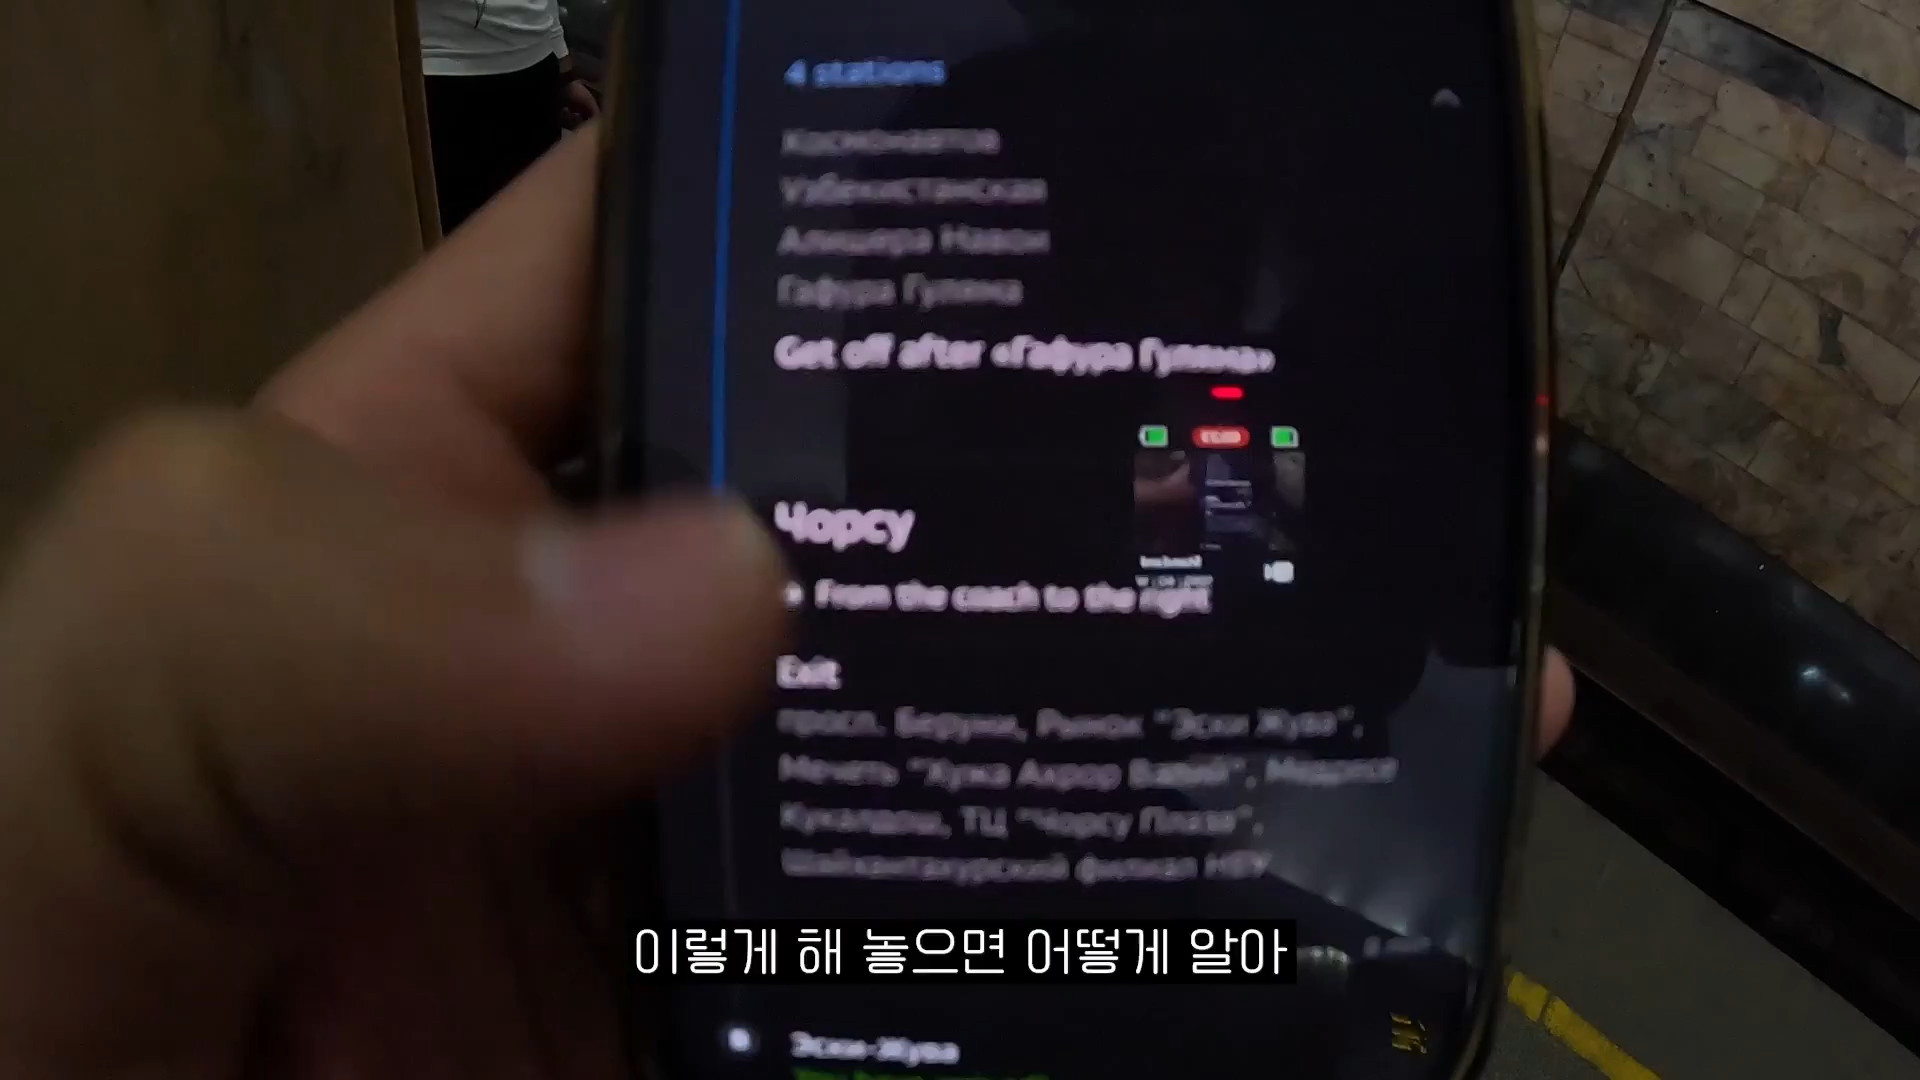 4 stations
Космонавтов
Узбекистанская
Алишера Навои
Гафура Гуляма
Get off after «Гафура Гуляма»
Чорсу
From the coach to the right
Exit
просп. Беруни, Рынок "Эски Жува",
Мечеть "Хужа Ахрор Валий", Медресе
Кукалдош, ТЦ "Чорсу Плаза",
Шайхантахурский филиал НБУ
이렇게 해 놓으면 어떻게 알아
Эски-Жува